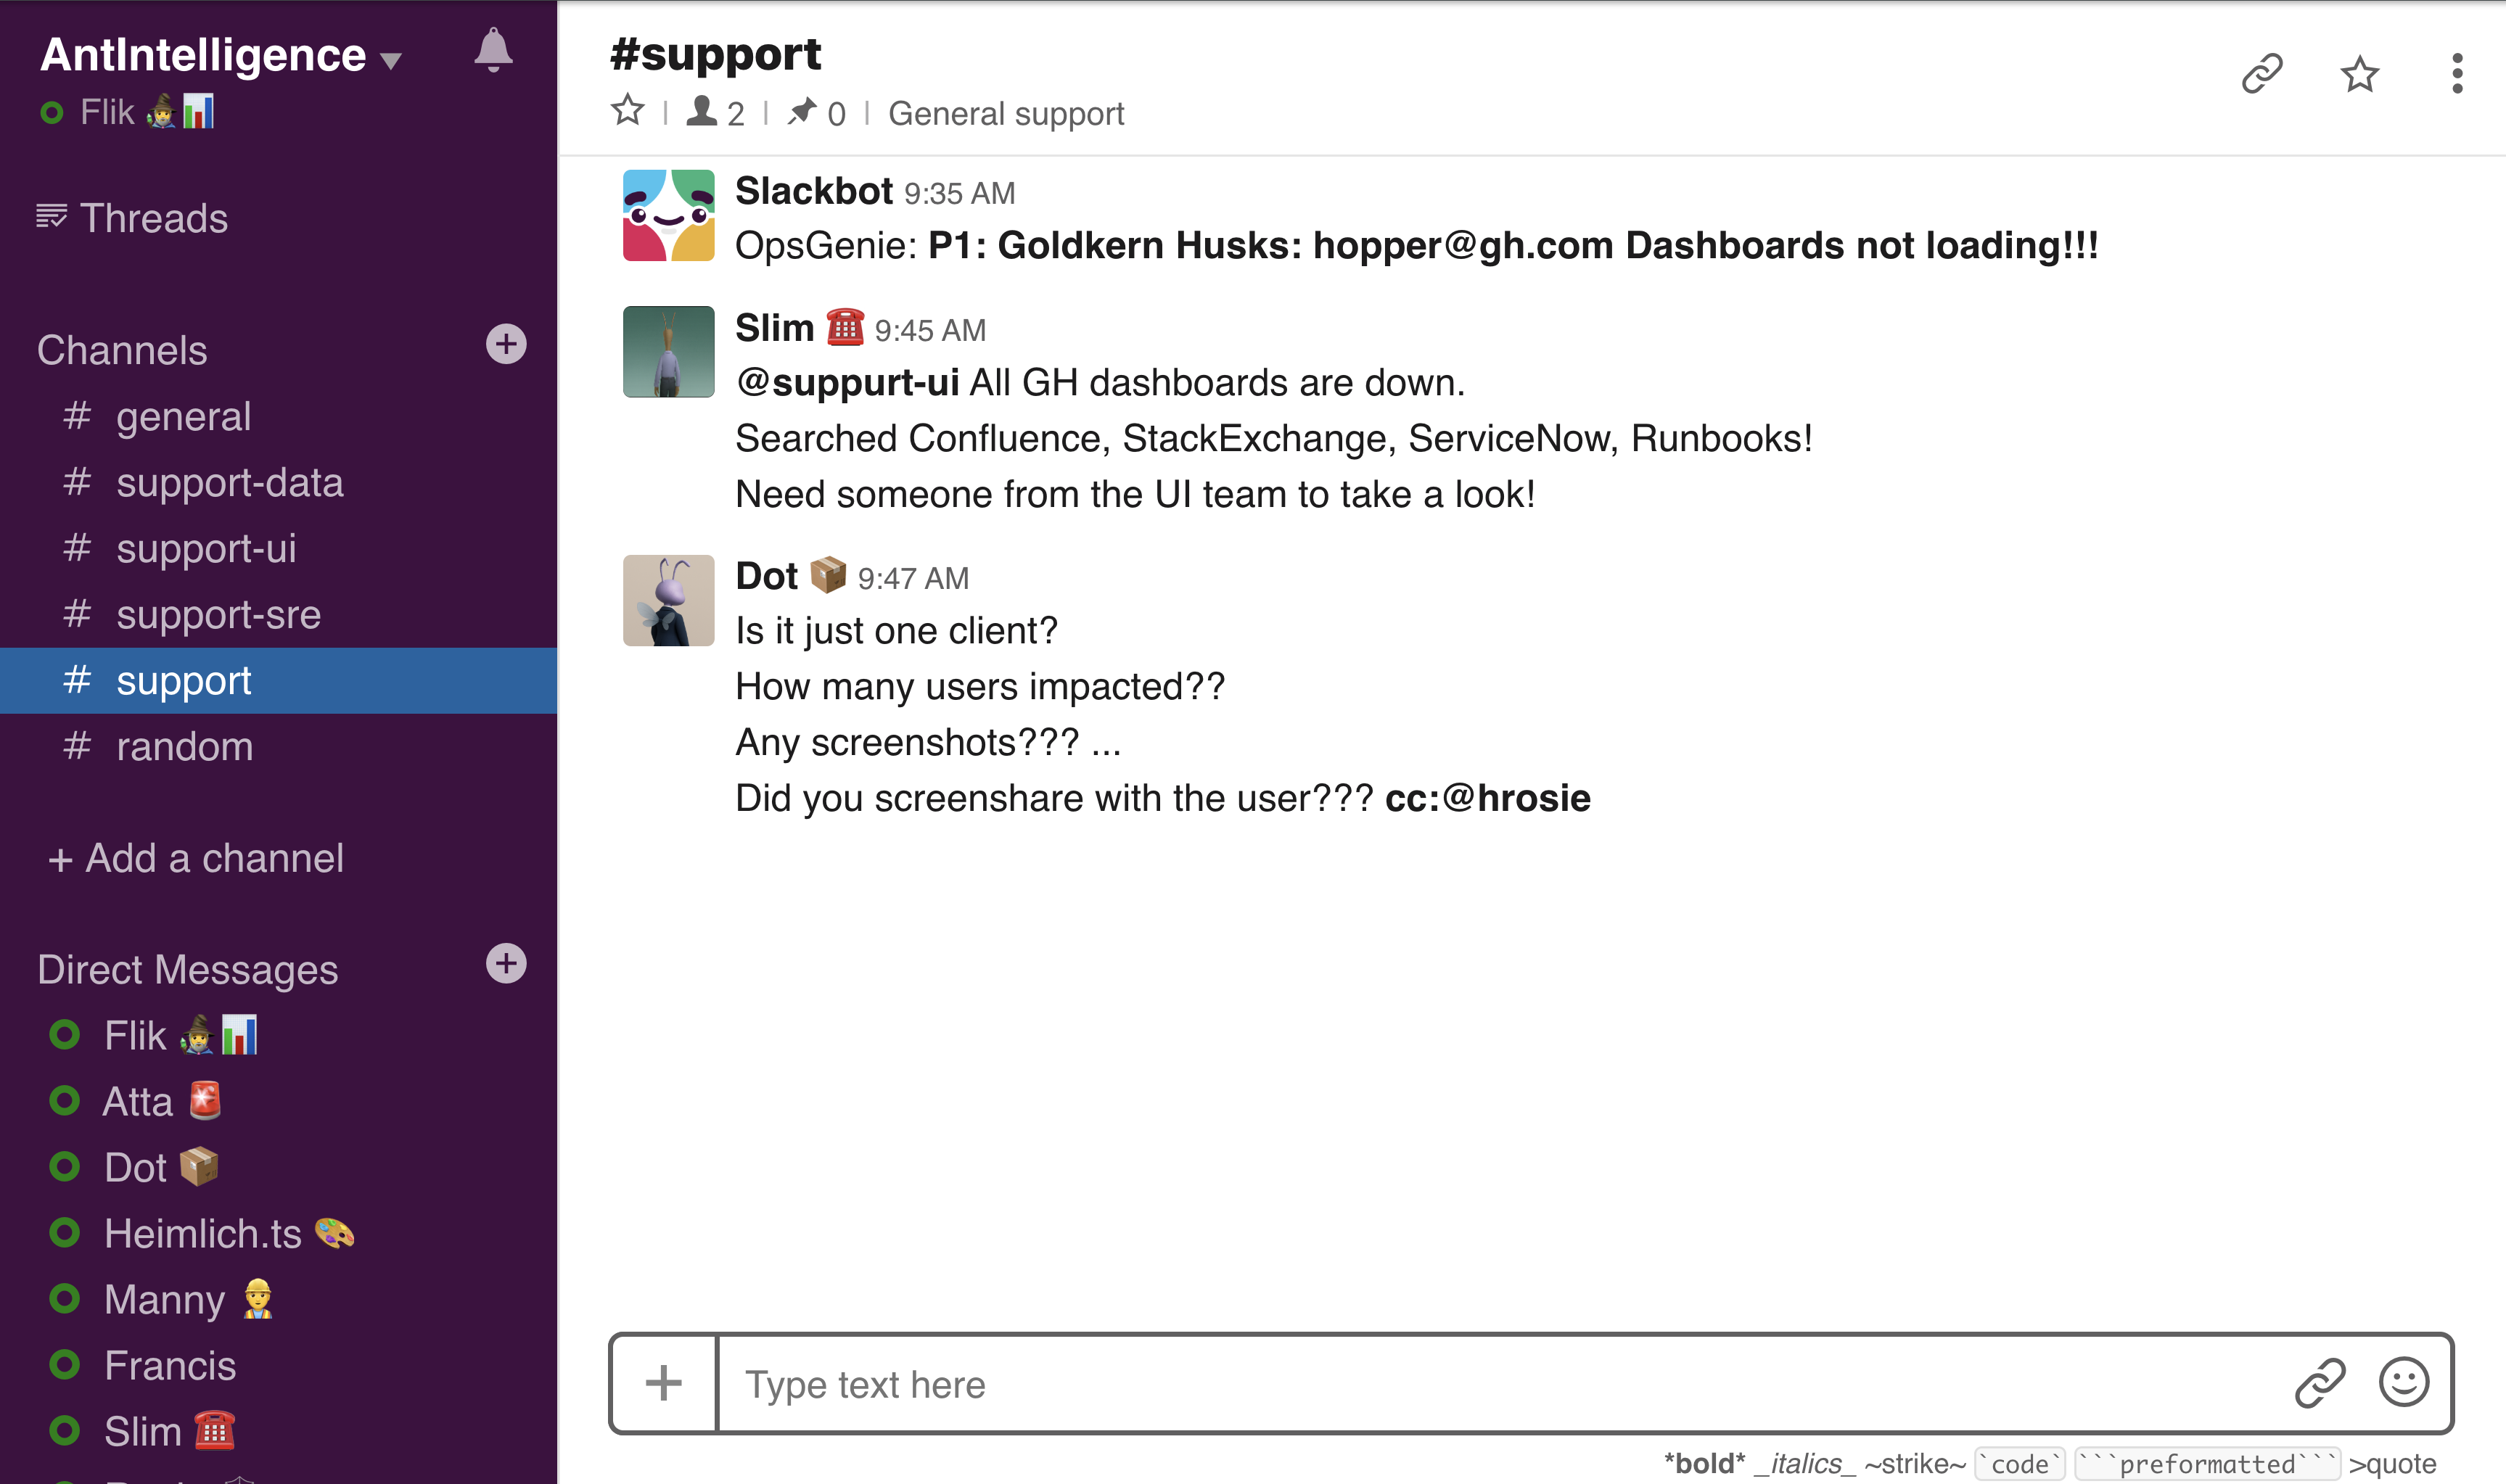 AntIntelligence
Flik
Threads
Channels
# general
# support-data
# support-ui
# support-sre
# support
# random
+ Add a channel
Direct Messages
Flik
Atta
Dot
Heimlich.ts
Manny
Francis
Slim
#support
2 | 0 | General support
Slackbot 9:35 AM
OpsGenie: P1: Goldkern Husks: hopper@gh.com Dashboards not loading!!!
Slim 9:45 AM
@suppurt-ui All GH dashboards are down.
Searched Confluence, StackExchange, ServiceNow, Runbooks!
Need someone from the UI team to take a look!
Dot 9:47 AM
Is it just one client?
How many users impacted??
Any screenshots??? ...
Did you screenshare with the user??? cc:@hrosie
+ Type text here
*bold* _italics_ ~strike~ `code` ```preformatted``` >quote